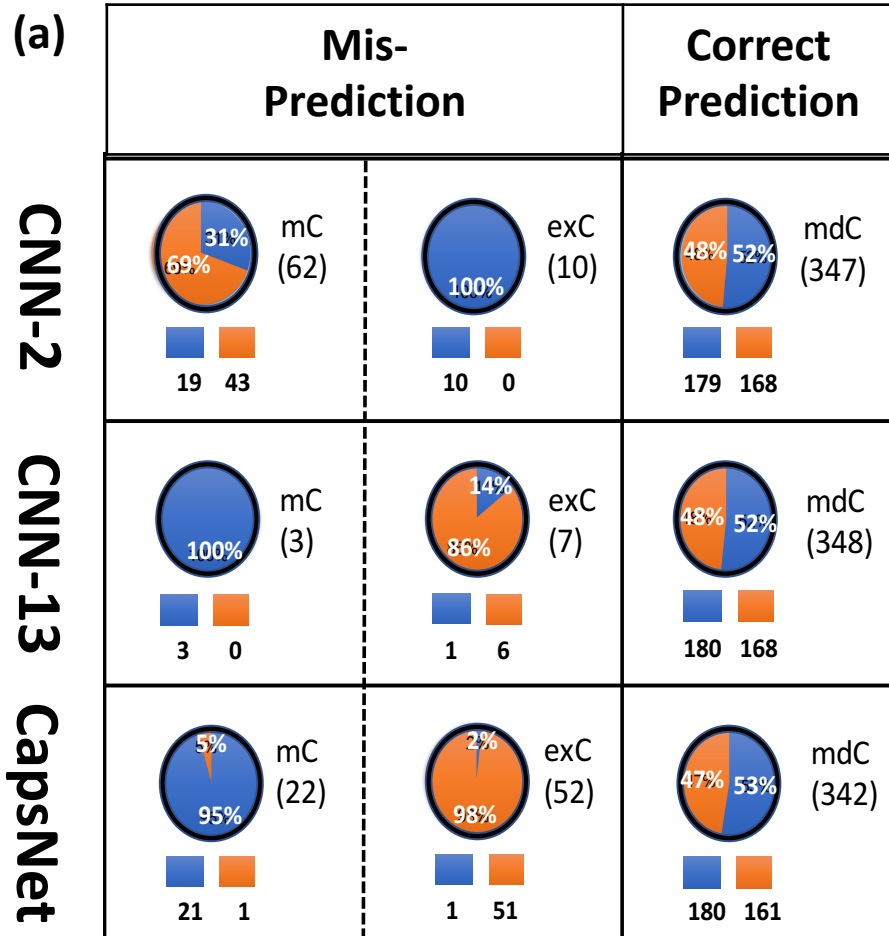 (a)
Mis-
Prediction
Correct
Prediction
CNN-2
31%
69%
mC
(62)
19 43
100%
exC
(10)
10 0
48% 52%
mdC
(347)
179 168
CNN-13
100%
mC
(3)
3 0
14%
86%
exC
(7)
1 6
48% 52%
mdC
(348)
180 168
CapsNet
5%
95%
mC
(22)
21 1
2%
98%
exC
(52)
1 51
47% 53%
mdC
(342)
180 161